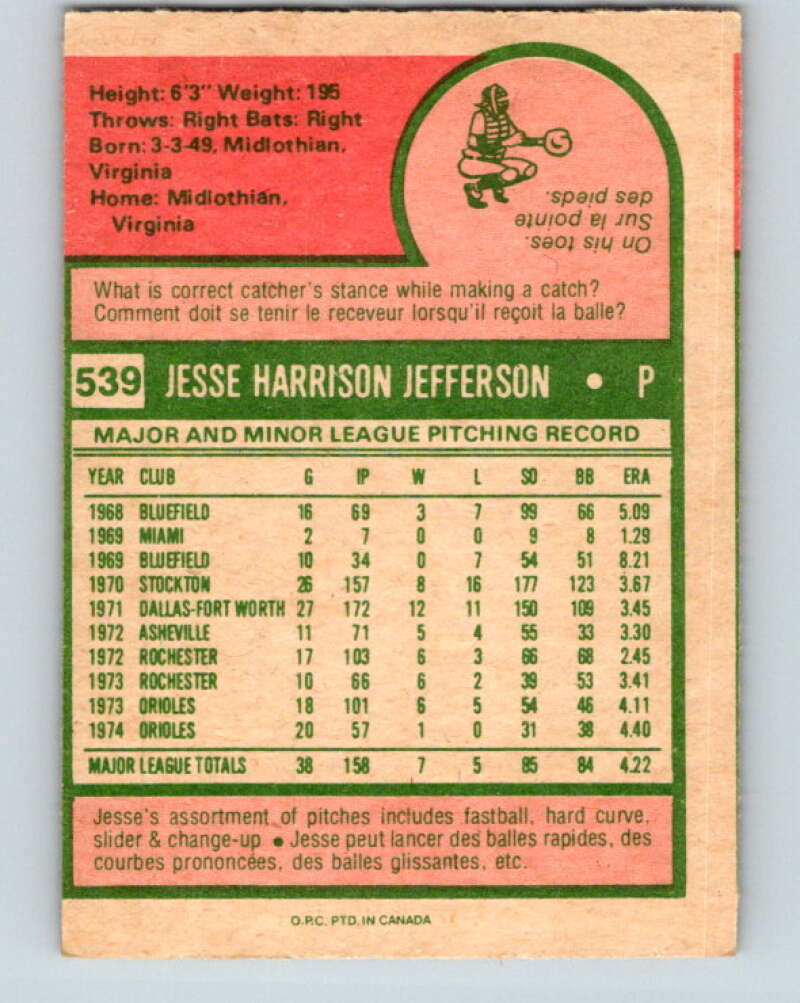 Height: 6'3" Weight: 195
Throws: Right Bats: Right
Born: 3-3-49, Midlothian,
Virginia
Home: Midlothian,
Virginia
On his toes.
Sur la pointe
des pieds.
What is correct catcher's stance while making a catch?
Comment doit se tenir le receveur lorsqu'il reçoit la balle?
539 JESSE HARRISON JEFFERSON • P
MAJOR AND MINOR LEAGUE PITCHING RECORD
YEAR CLUB G IP W L SO BB ERA
1968 BLUEFIELD 16 69 3 7 99 66 5.09
1969 MIAMI 2 7 0 0 9 8 1.29
1969 BLUEFIELD 10 34 0 7 54 51 8.21
1970 STOCKTON 26 157 8 16 177 123 3.67
1971 DALLAS-FORT WORTH 27 172 12 11 150 109 3.45
1972 ASHEVILLE 11 71 5 4 55 33 3.30
1972 ROCHESTER 17 103 6 3 66 68 2.45
1973 ROCHESTER 10 66 6 2 39 53 3.41
1973 ORIOLES 18 101 6 5 54 46 4.11
1974 ORIOLES 20 57 1 0 31 38 4.40
MAJOR LEAGUE TOTALS 38 158 7 5 85 84 4.22
Jesse's assortment of pitches includes fastball, hard curve,
slider & change-up • Jesse peut lancer des balles rapides, des
courbes prononcées, des balles glissantes, etc.
O.P.C. PTD. IN CANADA